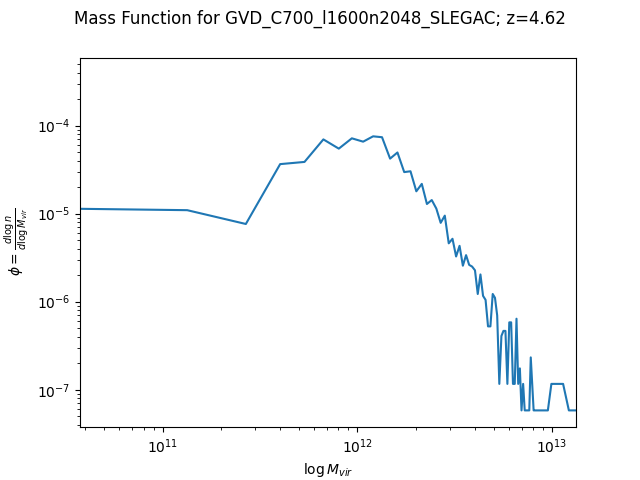 Mass Function for GVD_C700_l1600n2048_SLEGAC; z=4.62
ϕ = d log n / d log M_vir
10^-4
10^-5
10^-6
10^-7
10^11
10^12
10^13
log M_vir